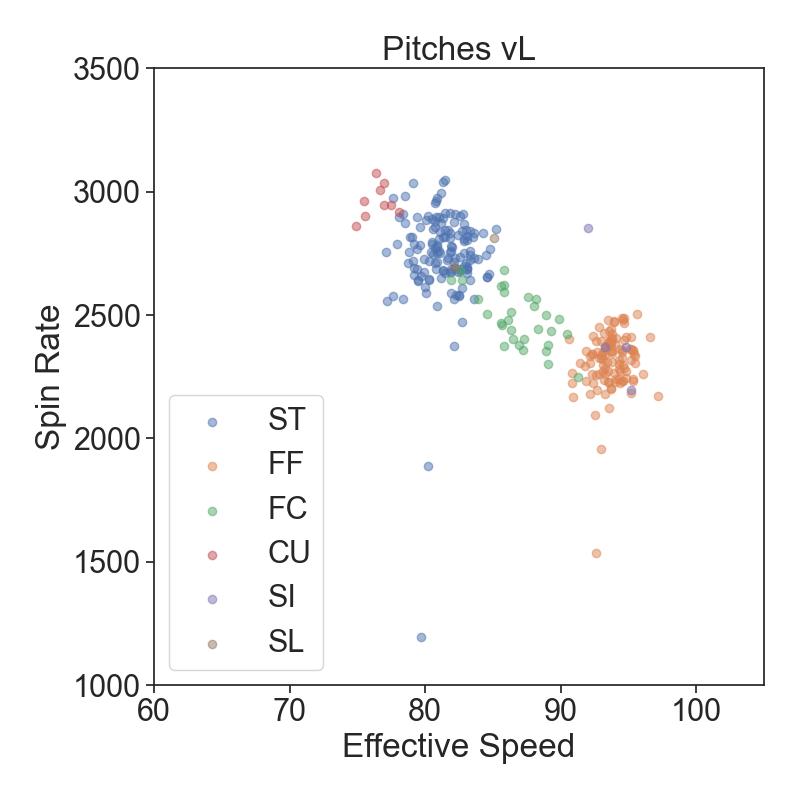 Pitches vL
3500
3000
2500
2000
1500
1000
Spin Rate
ST
FF
FC
CU
SI
SL
60
70
80
90
100
Effective Speed